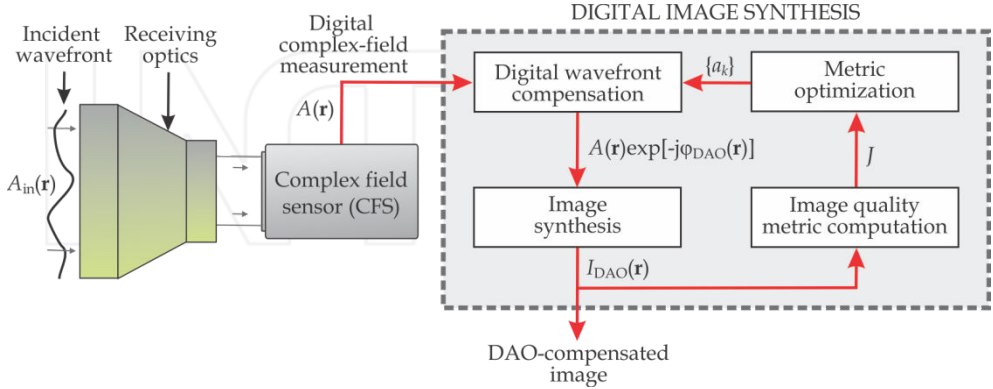 DIGITAL IMAGE SYNTHESIS
Incident
wavefront
Receiving
optics
Digital
complex-field
measurement
A(r)
A_in(r)
Complex field
sensor (CFS)
Digital wavefront
compensation
{a_k}
Metric
optimization
A(r)exp[-jφ_DAO(r)]
J
Image
synthesis
Image quality
metric computation
I_DAO(r)
DAO-compensated
image